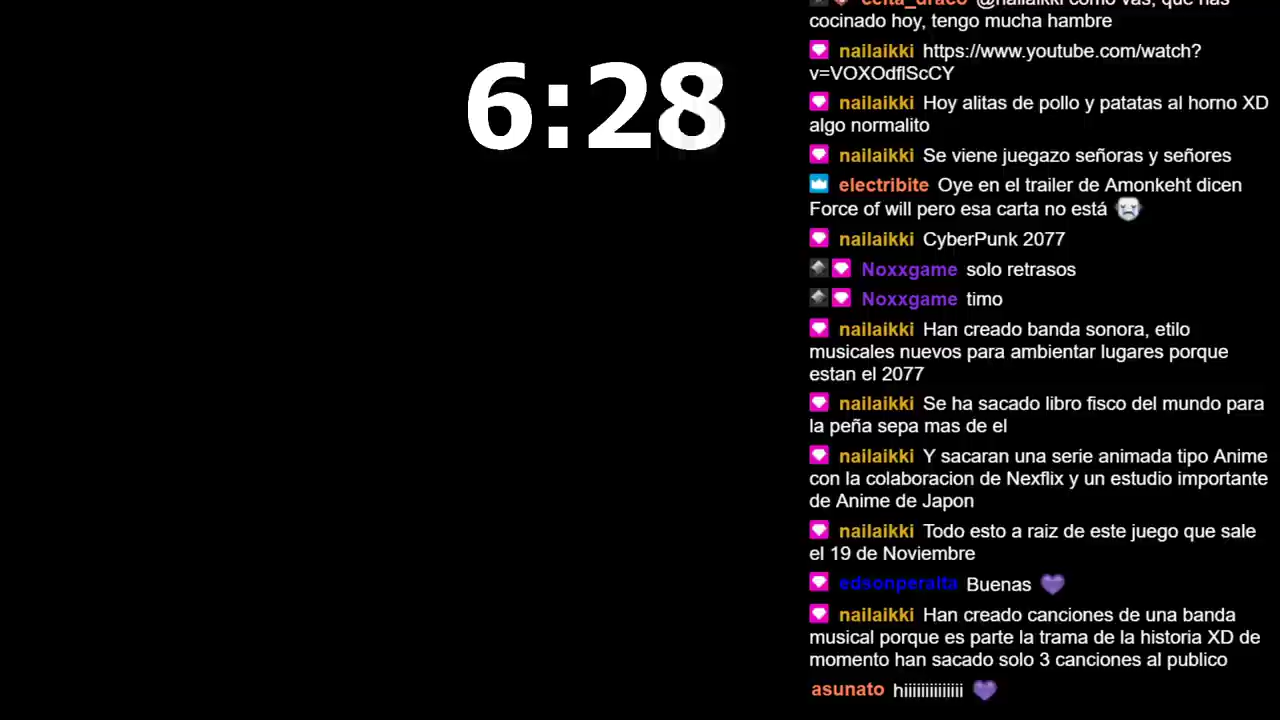 6:28
celta_draco @nailaikki como vas, que has
cocinado hoy, tengo mucha hambre
nailaikki https://www.youtube.com/watch?
v=VOXOdflScCY
nailaikki Hoy alitas de pollo y patatas al horno XD
algo normalito
nailaikki Se viene juegazo señoras y señores
electribite Oye en el trailer de Amonkeht dicen
Force of will pero esa carta no está
nailaikki CyberPunk 2077
Noxxgame solo retrasos
Noxxgame timo
nailaikki Han creado banda sonora, etilo
musicales nuevos para ambientar lugares porque
estan el 2077
nailaikki Se ha sacado libro fisco del mundo para
la peña sepa mas de el
nailaikki Y sacaran una serie animada tipo Anime
con la colaboracion de Nexflix y un estudio importante
de Anime de Japon
nailaikki Todo esto a raiz de este juego que sale
el 19 de Noviembre
edsonperalta Buenas
nailaikki Han creado canciones de una banda
musical porque es parte la trama de la historia XD de
momento han sacado solo 3 canciones al publico
asunato hiiiiiiiiiiiii